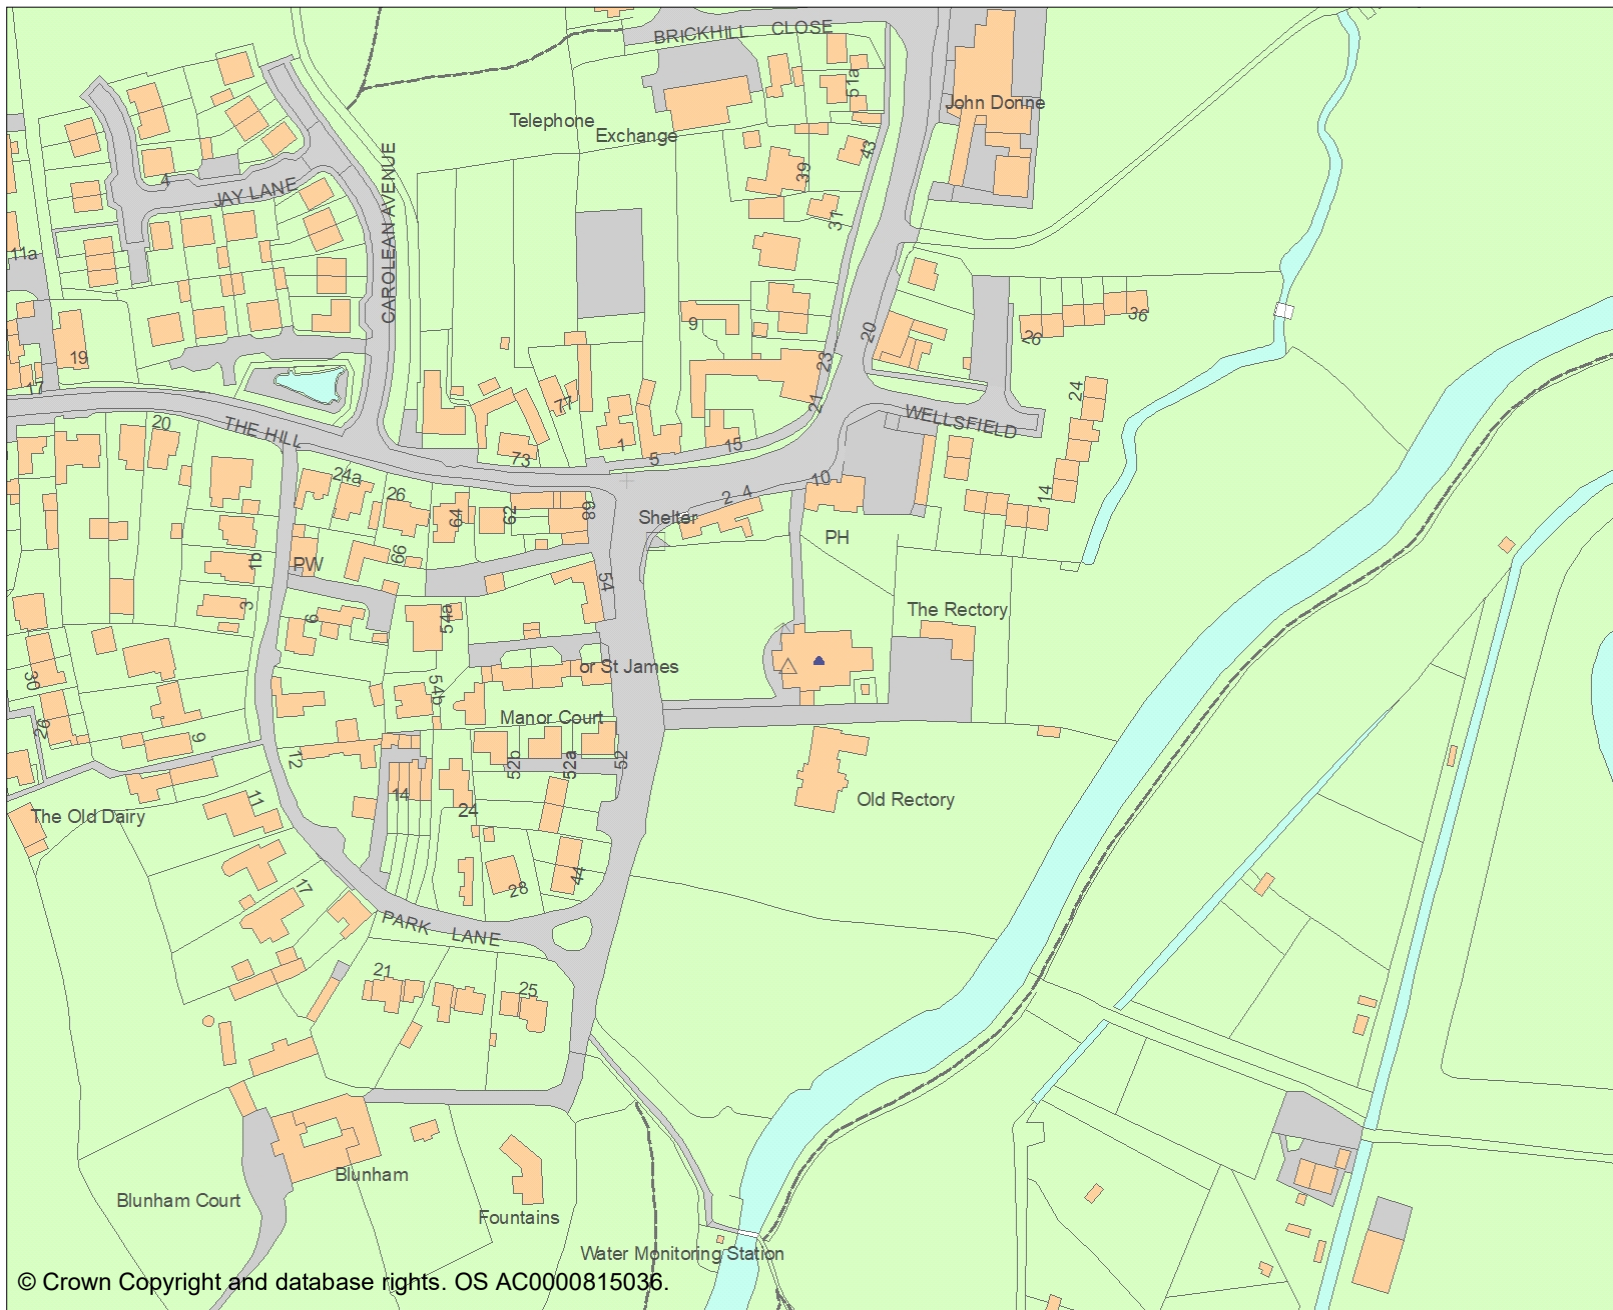 BRICKHILL CLOSE
51a
John Donne
Telephone
Exchange
43
39
4
JAY LANE
CAROLEAN AVENUE
31
11a
9
36
26
20
19
23
17
24
21
77
WELLSFIELD
20
THE HILL
1
15
73
5
24a
26
10
2 4
14
64
62
68
Shelter
PH
1b
PW
66
54
3
9
54a
The Rectory
or St James
30
54b
26
Manor Court
9
12
52b
52a
52
14
24
Old Rectory
The Old Dairy
11
17
28
44
PARK LANE
21
25
Blunham
Blunham Court
Fountains
Water Monitoring Station
© Crown Copyright and database rights. OS AC0000815036.